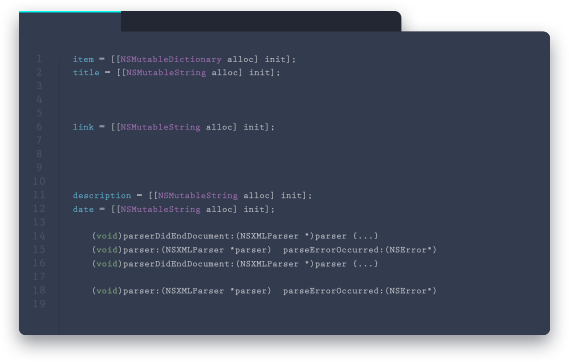 1 item = [[NSMutableDictionary alloc] init];
2 title = [[NSMutableString alloc] init];
3
4
5
6 link = [[NSMutableString alloc] init];
7
8
9
10
11 description = [[NSMutableString alloc] init];
12 date = [[NSMutableString alloc] init];
13
14 (void)parserDidEndDocument:(NSXMLParser *)parser {...}
15 (void)parser:(NSXMLParser *parser) parseErrorOccurred:(NSError*)
16 (void)parserDidEndDocument:(NSXMLParser *)parser {...}
17
18 (void)parser:(NSXMLParser *parser) parseErrorOccurred:(NSError*)
19